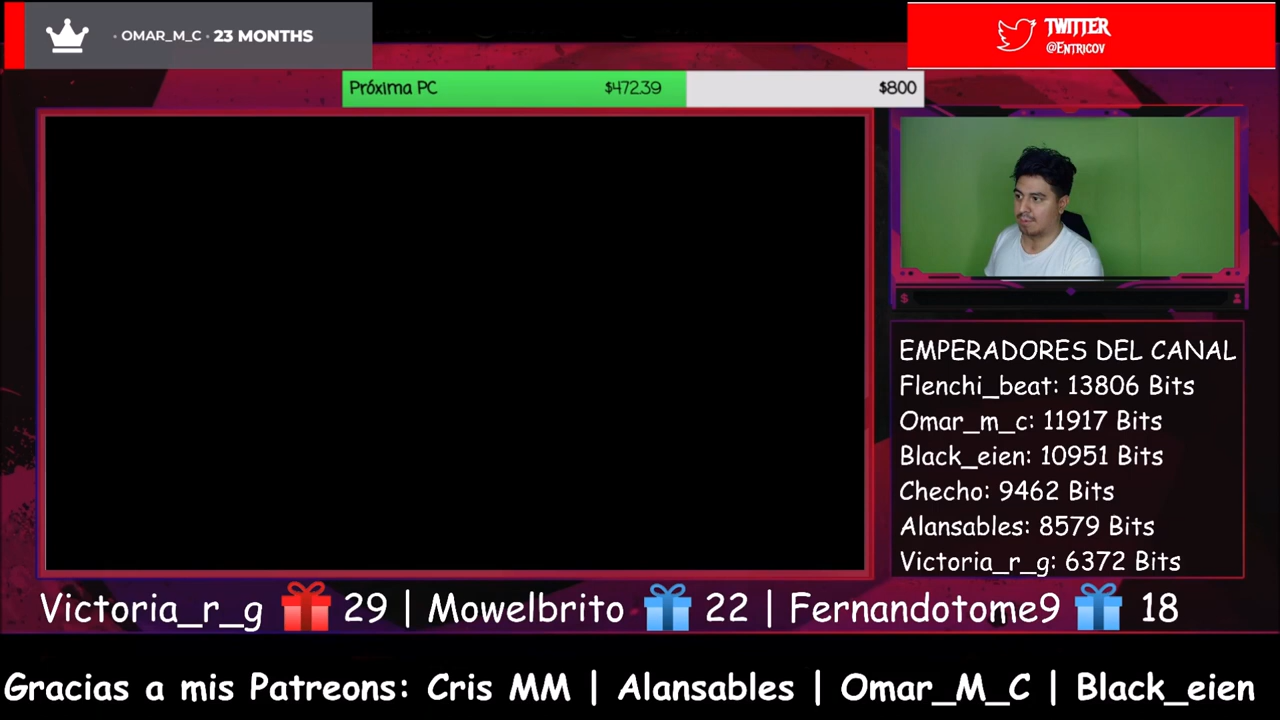 · OMAR_M_C · 23 MONTHS
TWITTER
@ENTRICOV
Próxima PC $472.39 $800
$
EMPERADORES DEL CANAL
Flenchi_beat: 13806 Bits
Omar_m_c: 11917 Bits
Black_eien: 10951 Bits
Checho: 9462 Bits
Alansables: 8579 Bits
Victoria_r_g: 6372 Bits
Victoria_r_g 29 | Mowelbrito 22 | Fernandotome9 18
Gracias a mis Patreons: Cris MM | Alansables | Omar_M_C | Black_eien